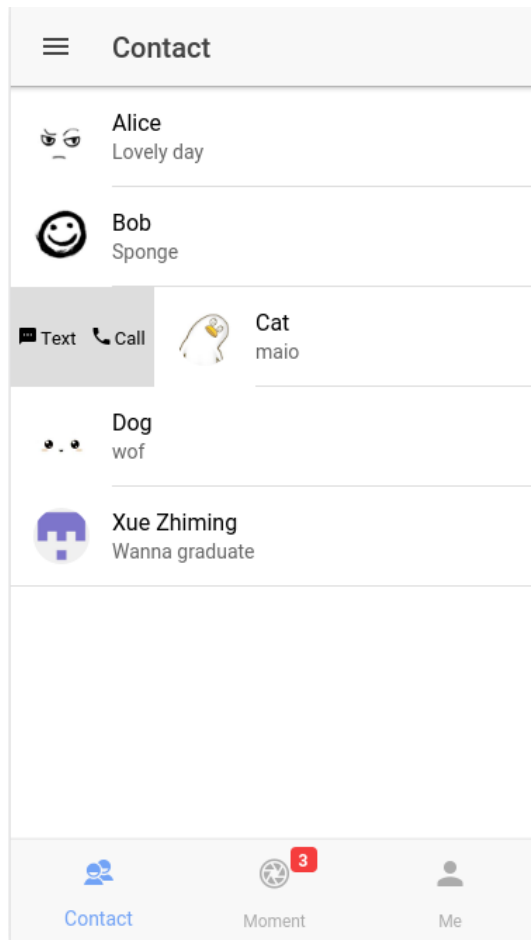 Contact
Alice
Lovely day
Bob
Sponge
Text Call
Cat
maio
Dog
wof
Xue Zhiming
Wanna graduate
3
Contact Moment Me